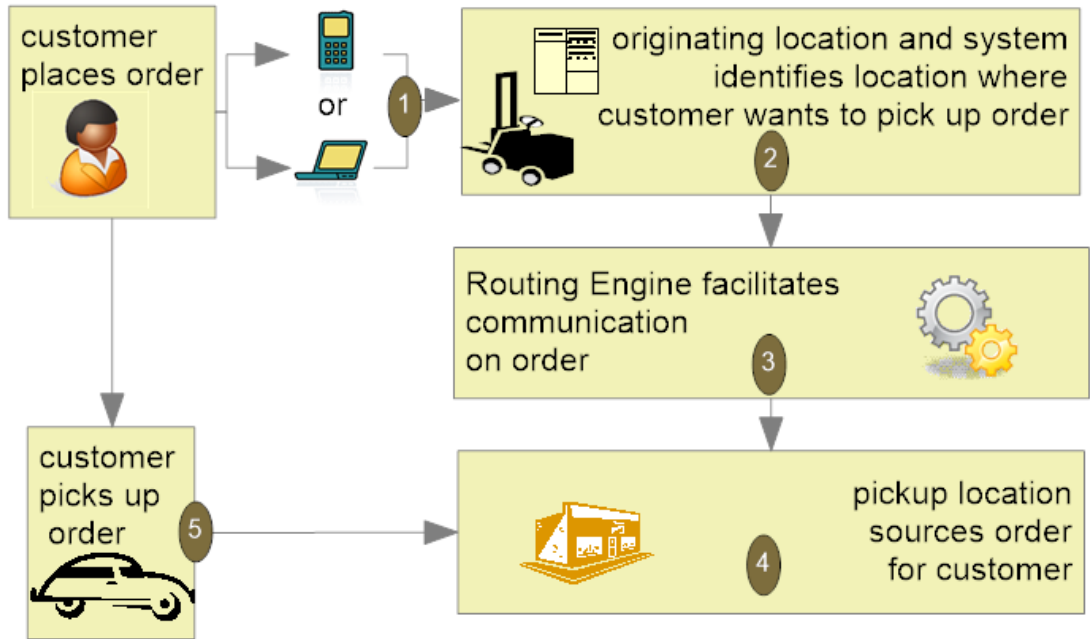 customer
places order
or
1
originating location and system
identifies location where
customer wants to pick up order
2
Routing Engine facilitates
communication
on order
3
customer
picks up
order
5
pickup location
sources order
for customer
4